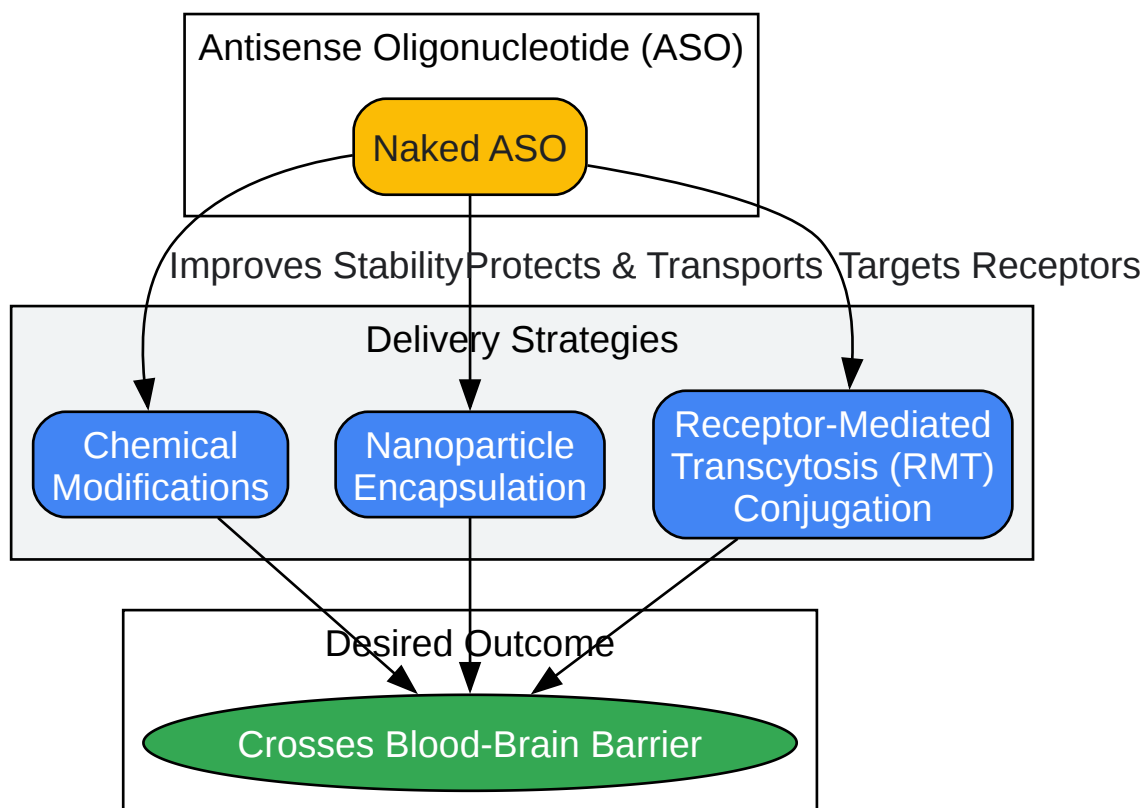 Antisense Oligonucleotide (ASO)
Naked ASO
Improves Stability
Protects & Transports
Targets Receptors
Delivery Strategies
Chemical
Modifications
Nanoparticle
Encapsulation
Receptor-Mediated
Transcytosis (RMT)
Conjugation
Desired Outcome
Crosses Blood-Brain Barrier